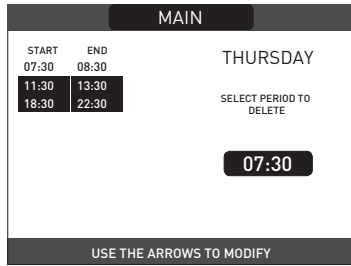 MAIN
START END
07:30 08:30
11:30 13:30
18:30 22:30
THURSDAY
SELECT PERIOD TO
DELETE
07:30
USE THE ARROWS TO MODIFY